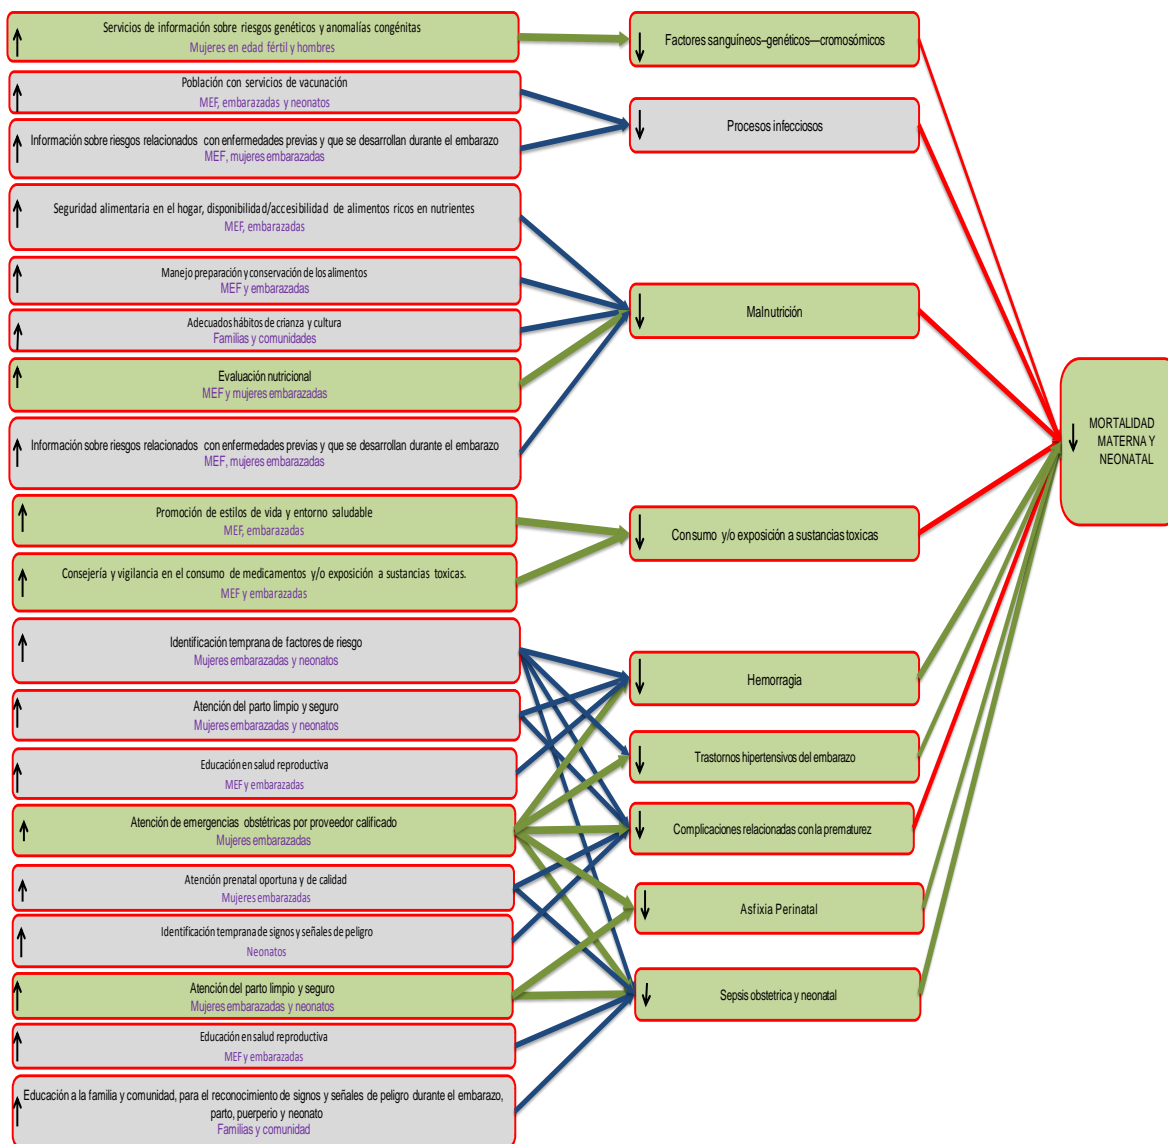 Servicios de información sobre riesgos genéticos y anomalías congénitas
Mujeres en edad fértil y hombres
Población con servicios de vacunación
MEF, embarazadas y neonatos
Información sobre riesgos relacionados con enfermedades previas y que se desarrollan durante el embarazo
MEF, mujeres embarazadas
Seguridad alimentaria en el hogar, disponibilidad/accesibilidad de alimentos ricos en nutrientes
MEF, embarazadas
Manejo preparación y conservación de los alimentos
MEF y embarazadas
Adecuados hábitos de crianza y cultura
Familias y comunidades
Evaluación nutricional
MEF y mujeres embarazadas
Información sobre riesgos relacionados con enfermedades previas y que se desarrollan durante el embarazo
MEF, mujeres embarazadas
Promoción de estilos de vida y entorno saludable
MEF, embarazadas
Consejería y vigilancia en el consumo de medicamentos y/o exposición a sustancias toxicas.
MEF y embarazadas
Identificación temprana de factores de riesgo
Mujeres embarazadas y neonatos
Atención del parto limpio y seguro
Mujeres embarazadas y neonatos
Educación en salud reproductiva
MEF y embarazadas
Atención de emergencias obstétricas por proveedor calificado
Mujeres embarazadas
Atención prenatal oportuna y de calidad
Mujeres embarazadas
Identificación temprana de signos y señales de peligro
Neonatos
Atención del parto limpio y seguro
Mujeres embarazadas y neonatos
Educación en salud reproductiva
MEF y embarazadas
Educación a la familia y comunidad, para el reconocimiento de signos y señales de peligro durante el embarazo,
parto, puerperio y neonato
Familias y comunidad
Factores sanguíneos–genéticos—cromosómicos
Procesos infecciosos
Malnutrición
Consumo y/o exposición a sustancias toxicas
Hemorragia
Trastornos hipertensivos del embarazo
Complicaciones relacionadas con la prematurez
Asfixia Perinatal
Sepsis obstetrica y neonatal
MORTALIDAD
MATERNA Y
NEONATAL